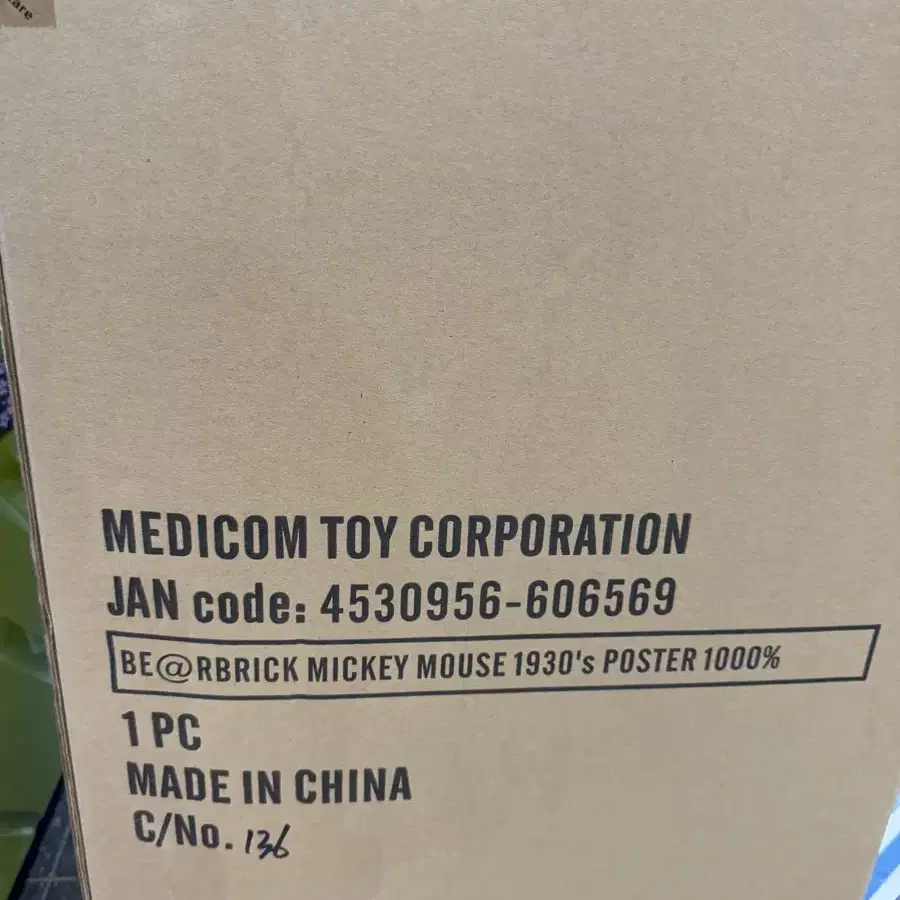 MEDICOM TOY CORPORATION
JAN code: 4530956-606569
BE@RBRICK MICKEY MOUSE 1930's POSTER 1000%
1 PC
MADE IN CHINA
C/No. 136